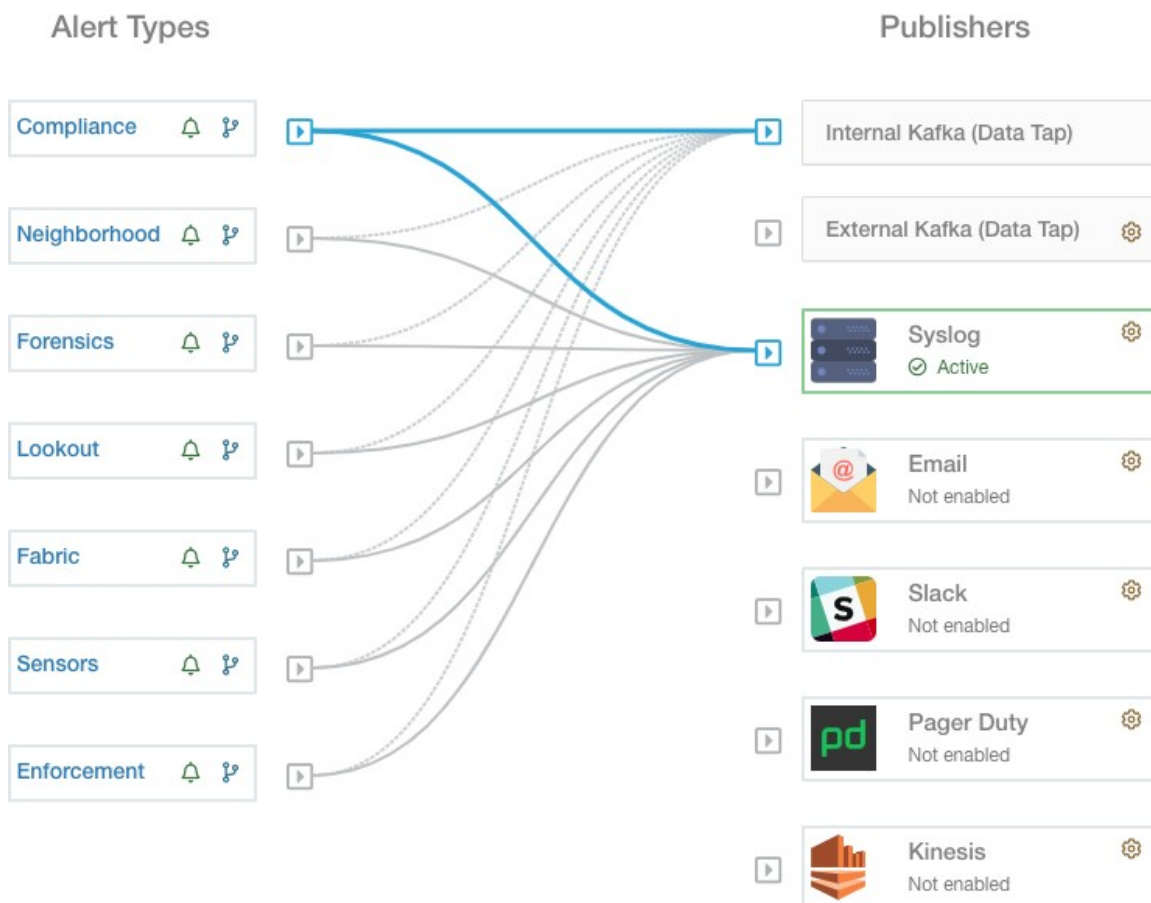 Alert Types
Publishers
Compliance
Internal Kafka (Data Tap)
Neighborhood
External Kafka (Data Tap)
Forensics
Syslog
Active
Lookout
@
Email
Not enabled
Fabric
S
Slack
Not enabled
Sensors
pd
Pager Duty
Not enabled
Enforcement
Kinesis
Not enabled